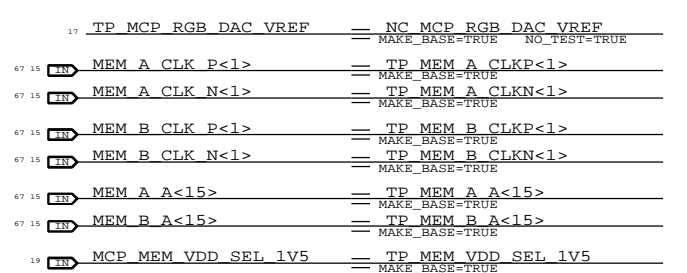 17 TP_MCP_RGB_DAC_VREF = NC_MCP_RGB_DAC_VREF
MAKE_BASE=TRUE NO_TEST=TRUE
67 15 IN MEM_A_CLK_P<1> = TP_MEM_A_CLKP<1>
MAKE_BASE=TRUE
67 15 IN MEM_A_CLK_N<1> = TP_MEM_A_CLKN<1>
MAKE_BASE=TRUE
67 15 IN MEM_B_CLK_P<1> = TP_MEM_B_CLKP<1>
MAKE_BASE=TRUE
67 15 IN MEM_B_CLK_N<1> = TP_MEM_B_CLKN<1>
MAKE_BASE=TRUE
67 15 IN MEM_A_A<15> = TP_MEM_A_A<15>
MAKE_BASE=TRUE
67 15 IN MEM_B_A<15> = TP_MEM_B_A<15>
MAKE_BASE=TRUE
19 IN MCP_MEM_VDD_SEL_1V5 = TP_MEM_VDD_SEL_1V5
MAKE_BASE=TRUE